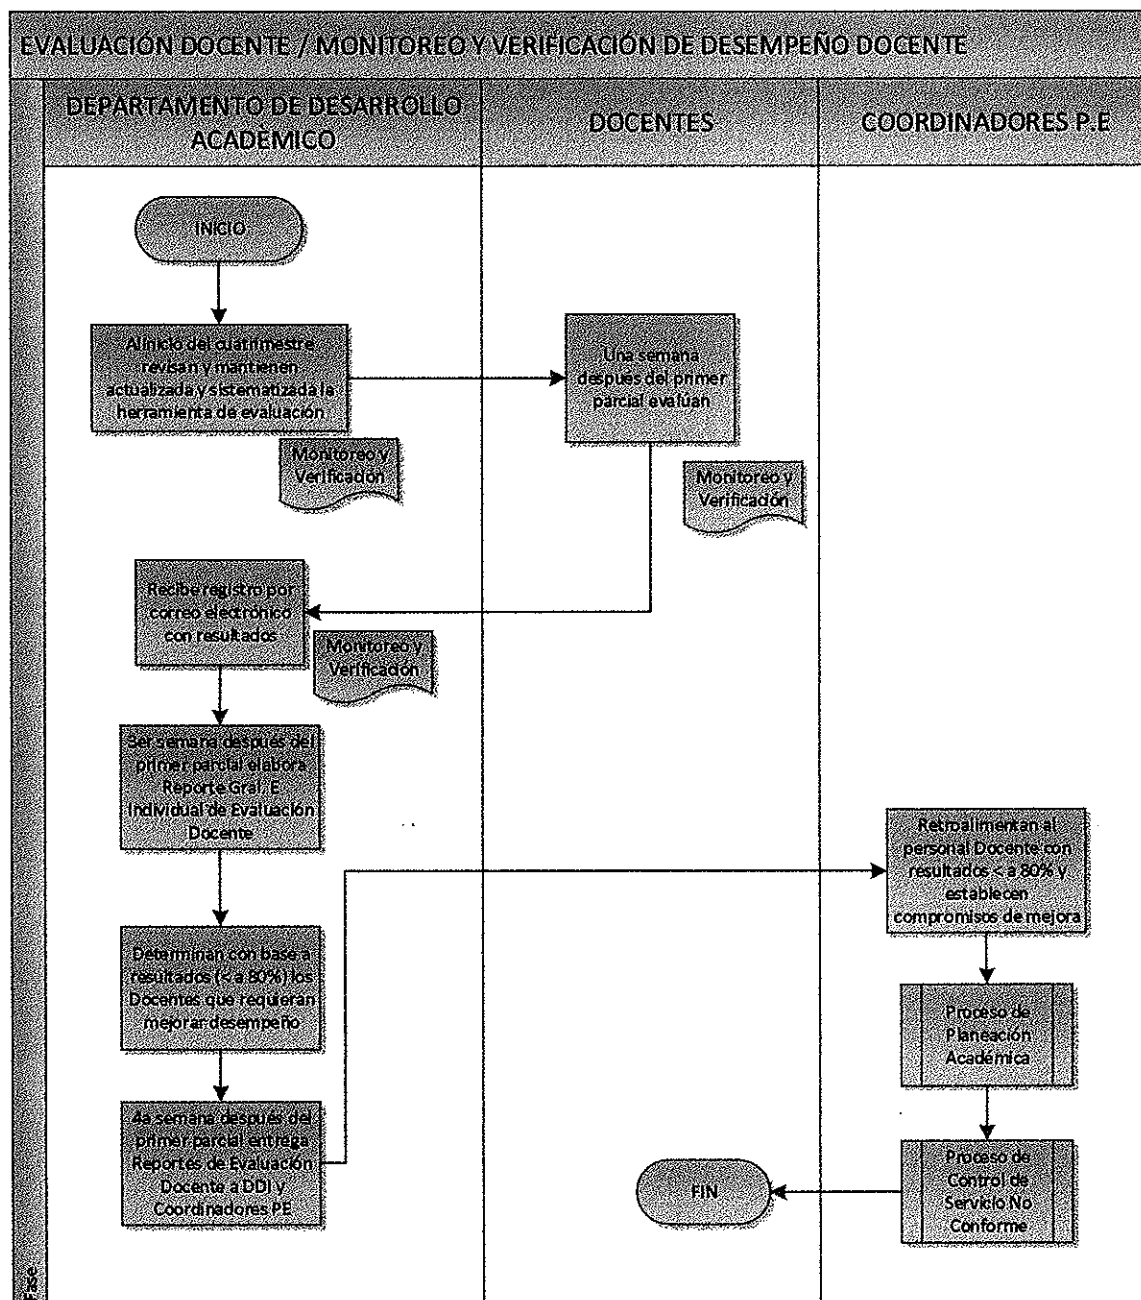 EVALUACIÓN DOCENTE / MONITOREO Y VERIFICACIÓN DE DESEMPEÑO DOCENTE
DEPARTAMENTO DE DESARROLLO
ACADÉMICO
DOCENTES
COORDINADORES P.E
INICIO
Al inicio del cuatrimestre
revisan y mantienen
actualizada y sistematizada la
herramienta de evaluación
Una semana
despues del primer
parcial evaluan
Monitoreo y
Verificación
Monitoreo y
Verificación
Recibe registro por
correo electrónico
con resultados
Monitoreo y
Verificación
3er semana después del
primer parcial elabora
Reporte Gral. E
Individual de Evaluación
Docente
Retroalimentan al
personal Docente con
resultados < a 80% y
establecen
compromisos de mejora
Determinan con base a
resultados (< a 80%) los
Docentes que requieran
mejorar desempeño
Proceso de
Planeación
Académica
4a semana después del
primer parcial entrega
Reportes de Evaluación
Docente a DDI y
Coordinadores PE
FIN
Proceso de
Control de
Servicio No
Conforme
Fase